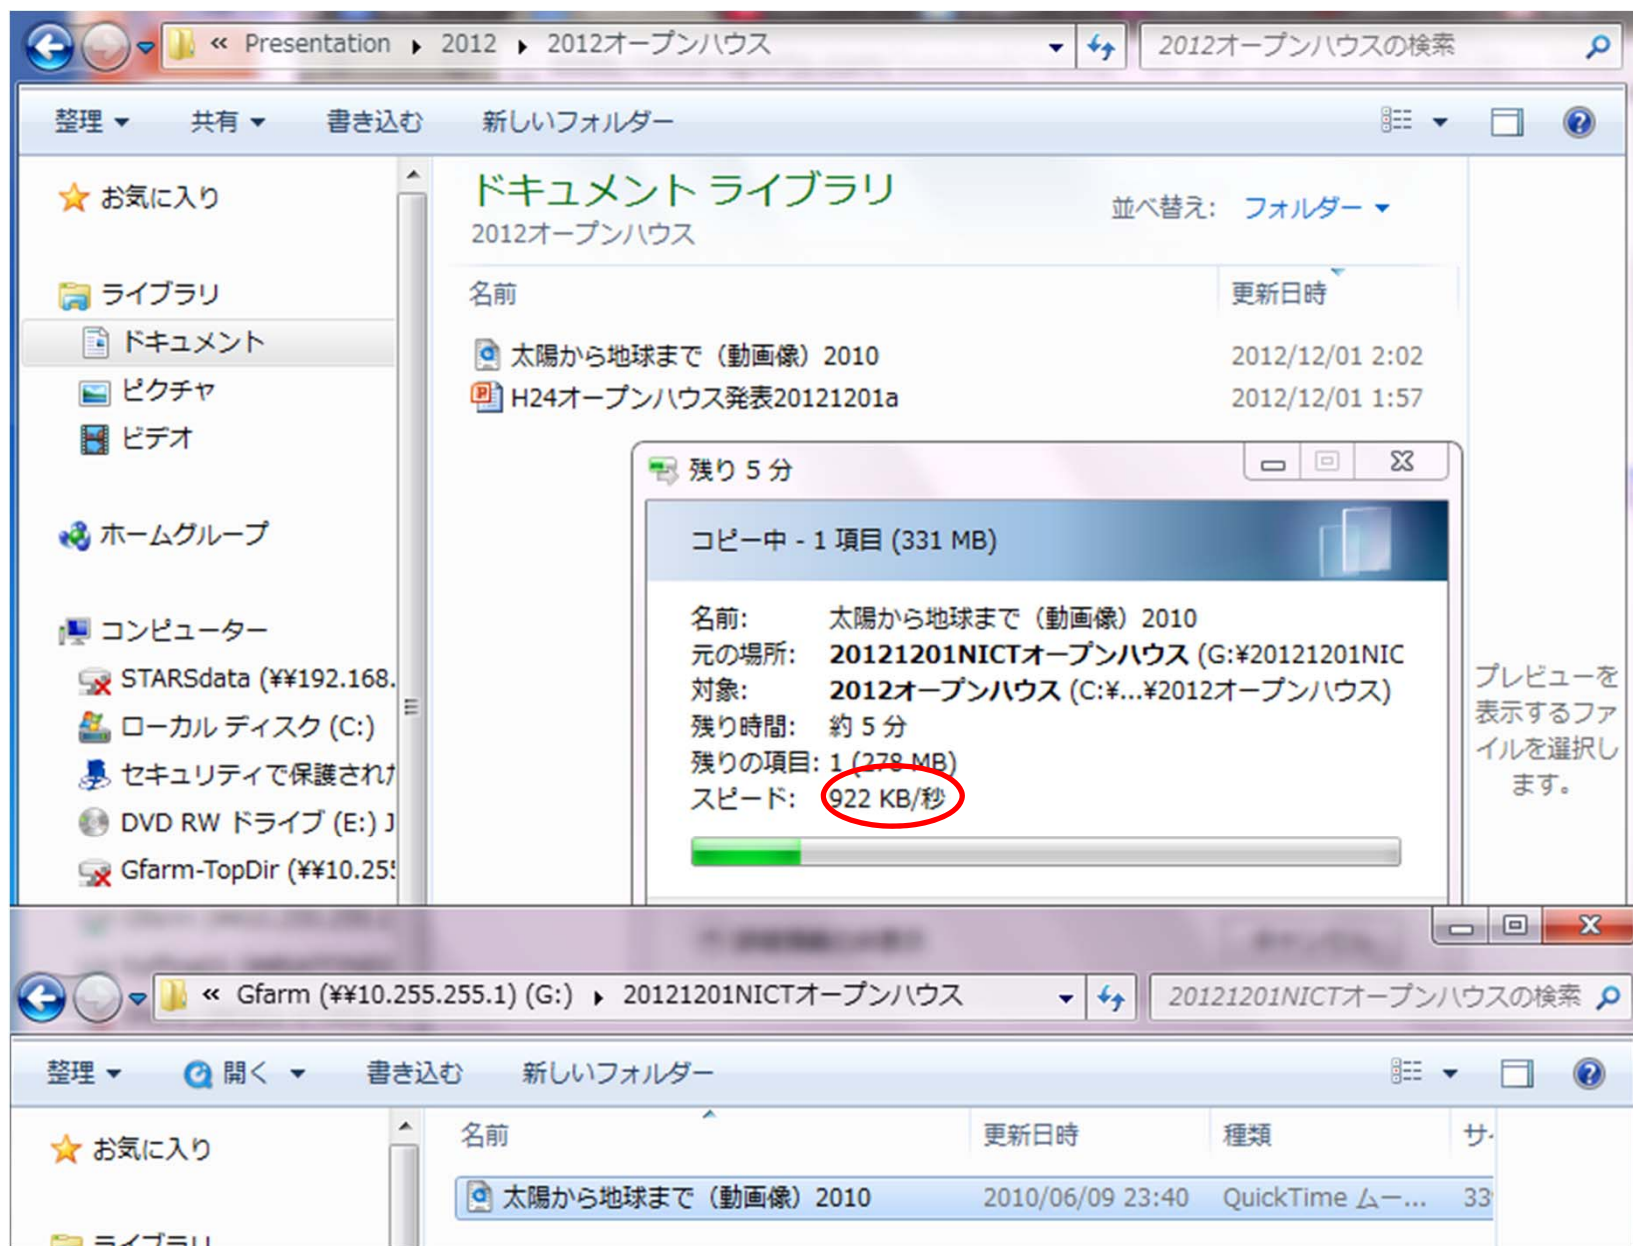 « Presentation ▸ 2012 ▸ 2012オープンハウス
2012オープンハウスの検索
整理 共有 書き込む 新しいフォルダー
お気に入り
ライブラリ
ドキュメント
ピクチャ
ビデオ
ホームグループ
コンピューター
STARSdata (¥¥192.168.
ローカル ディスク (C:)
セキュリティで保護された
DVD RW ドライブ (E:) J
Gfarm-TopDir (¥¥10.25
ドキュメント ライブラリ
2012オープンハウス
並べ替え: フォルダー
名前 更新日時
太陽から地球まで（動画像）2010 2012/12/01 2:02
H24オープンハウス発表20121201a 2012/12/01 1:57
残り 5 分
コピー中 - 1 項目 (331 MB)
名前: 太陽から地球まで（動画像）2010
元の場所: 20121201NICTオープンハウス (G:¥20121201NIC
対象: 2012オープンハウス (C:¥...¥2012オープンハウス)
残り時間: 約 5 分
残りの項目: 1 (278 MB)
スピード: 922 KB/秒
プレビューを
表示するファ
イルを選択し
ます。
« Gfarm (¥¥10.255.255.1) (G:) ▸ 20121201NICTオープンハウス
20121201NICTオープンハウスの検索
整理 開く 書き込む 新しいフォルダー
お気に入り
ライブラリ
名前 更新日時 種類 サ
太陽から地球まで（動画像）2010 2010/06/09 23:40 QuickTime ムー... 33